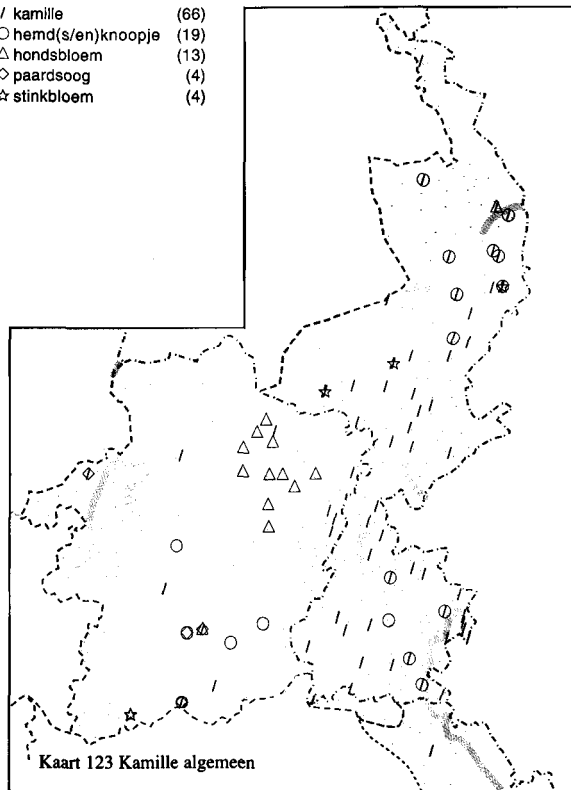 / kamille (66)
○ hemd(s/en)knoopje (19)
△ hondsbloem (13)
◇ paardsoog (4)
☆ stinkbloem (4)
Kaart 123 Kamille algemeen